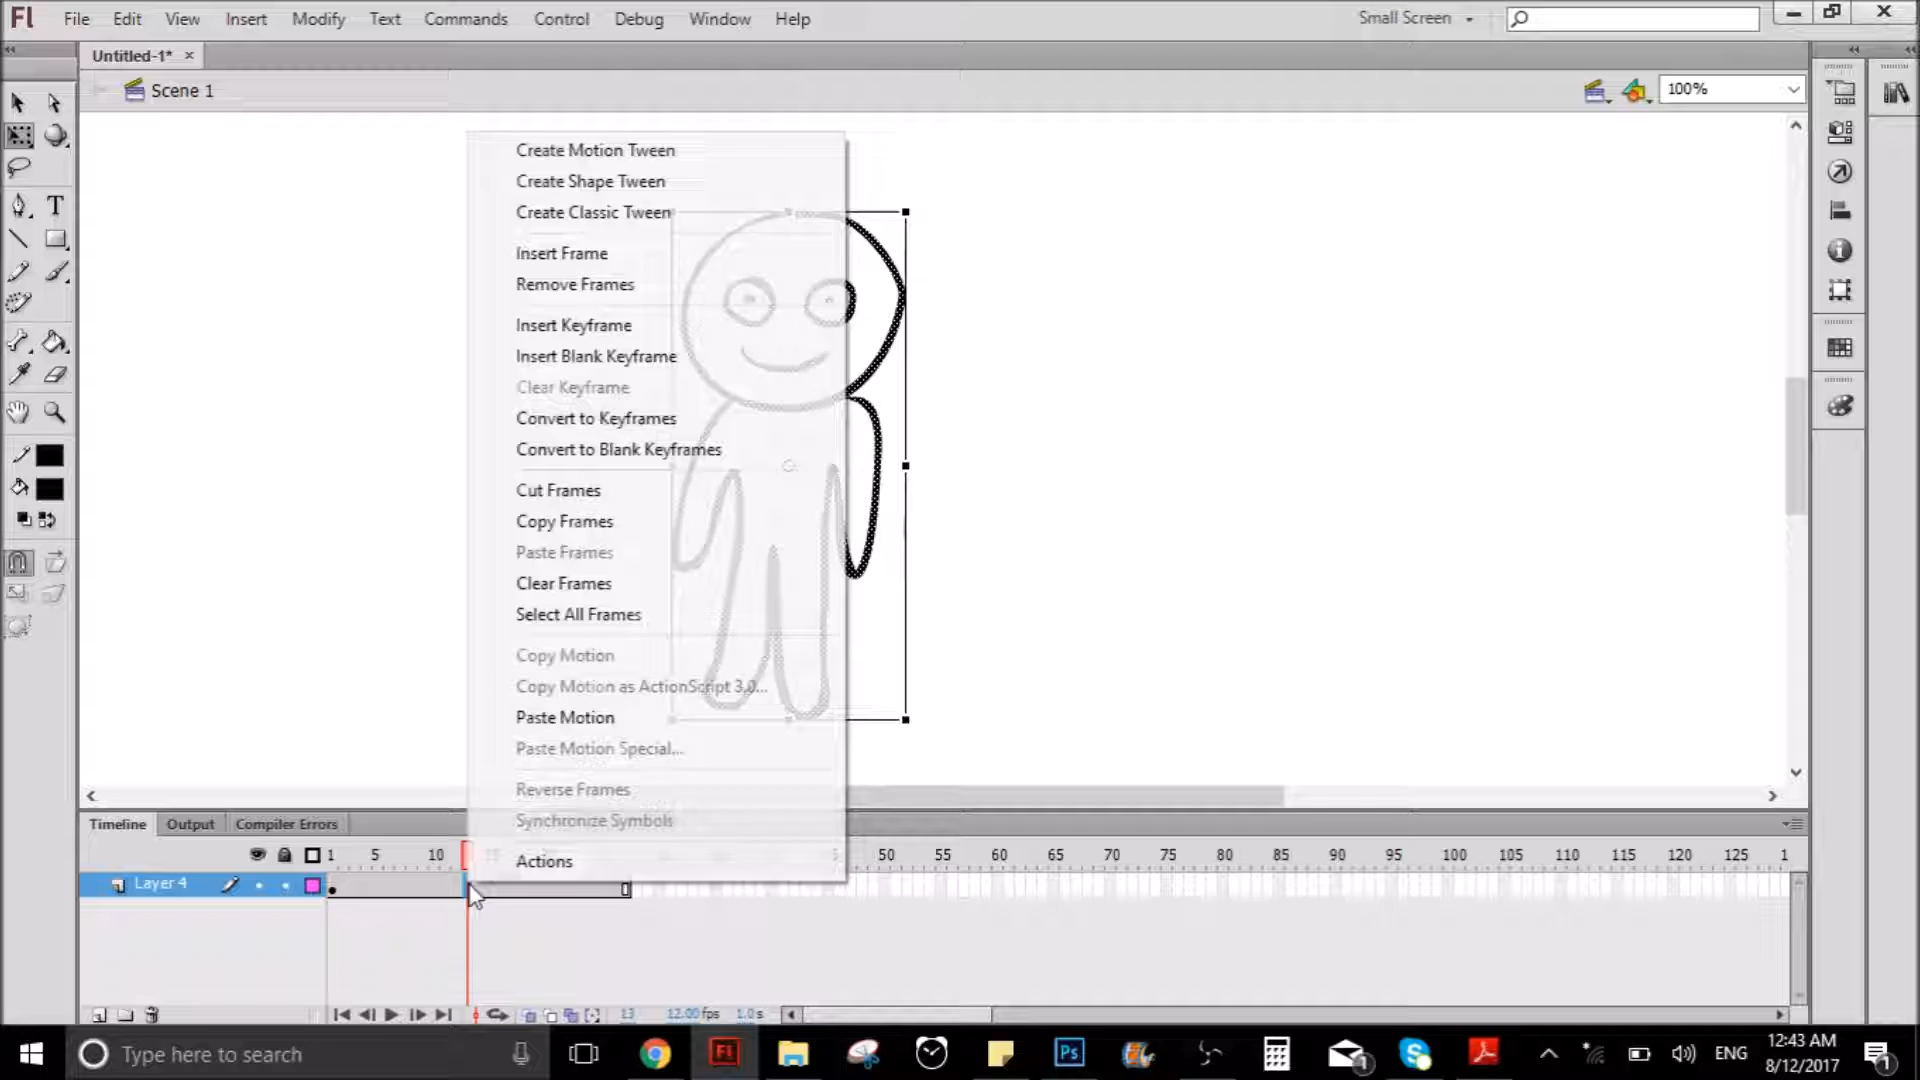 Fl File Edit View Insert Modify Text Commands Control Debug Window Help Small Screen
Untitled-1*
Scene 1 100%
T
Create Motion Tween
Create Shape Tween
Create Classic Tween
Insert Frame
Remove Frames
Insert Keyframe
Insert Blank Keyframe
Clear Keyframe
Convert to Keyframes
Convert to Blank Keyframes
Cut Frames
Copy Frames
Paste Frames
Clear Frames
Select All Frames
Copy Motion
Copy Motion as ActionScript 3.0...
Paste Motion
Paste Motion Special...
Reverse Frames
Synchronize Symbols
Actions
Timeline Output Compiler Errors
1 5 10 50 55 60 65 70 75 80 85 90 95 100 105 110 115 120 125 1
Layer 4
13 12.00 fps 1.0 s
Type here to search Fl Ps 1 ENG 12:43 AM 1
8/12/2017